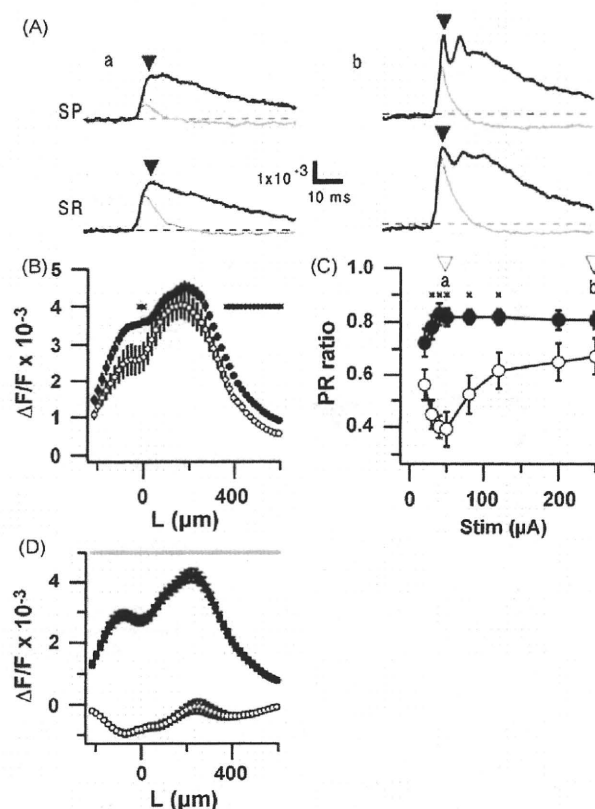 (A)
a
b
SP
SR
1x10⁻³
10 ms
(B)
ΔF/F x 10⁻³
5
4
3
2
1
0
0
400
L (µm)
(C)
PR ratio
1.0
0.8
0.6
0.4
a
b
×
×
×
×
×
0
100
200
Stim (µA)
(D)
ΔF/F x 10⁻³
4
2
0
0
400
L (µm)